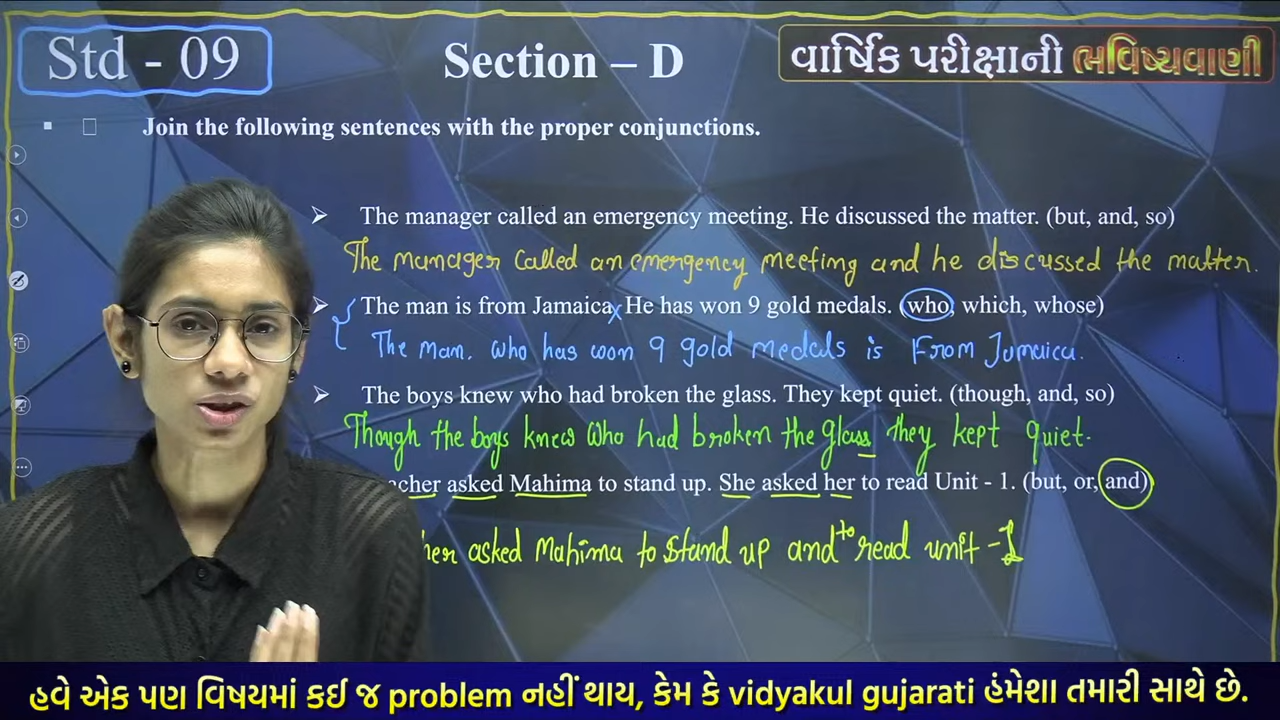 Std - 09
Section – D
વાર્ષિક પરીક્ષાની ભવિષ્યવાણી
Join the following sentences with the proper conjunctions.
The manager called an emergency meeting. He discussed the matter. (but, and, so)
The manager called an emergency meeting and he discussed the matter.
The man is from Jamaica. He has won 9 gold medals. (who, which, whose)
The man. who has won 9 gold medals is From Jamaica.
The boys knew who had broken the glass. They kept quiet. (though, and, so)
Though the boys knew who had broken the glass they kept quiet.
asked Mahima to stand up. She asked her to read Unit - 1. (but, or, and)
asked Mahima to stand up and to read unit - 1
હવે એક પણ વિષયમાં કઈ જ problem નહીં થાય, કેમ કે vidyakul gujarati હંમેશા તમારી સાથે છે.